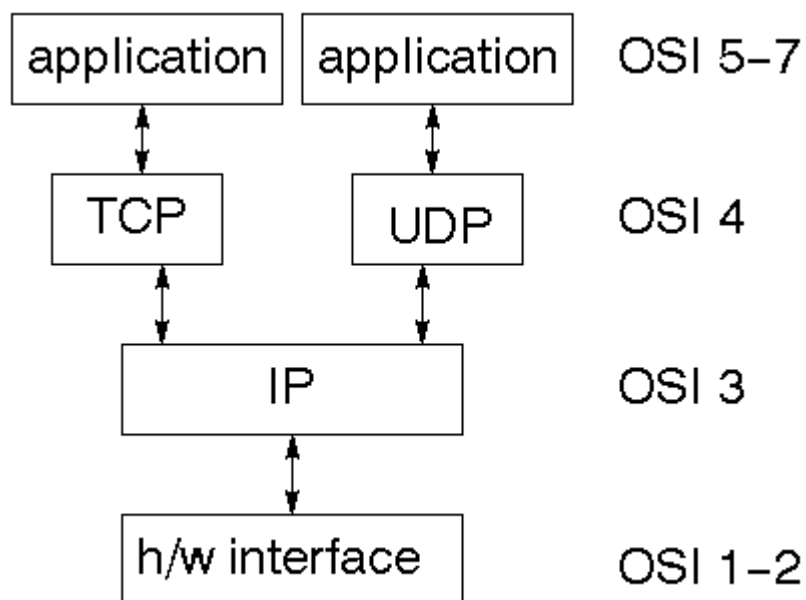 application application OSI 5–7
TCP UDP OSI 4
IP OSI 3
h/w interface OSI 1–2